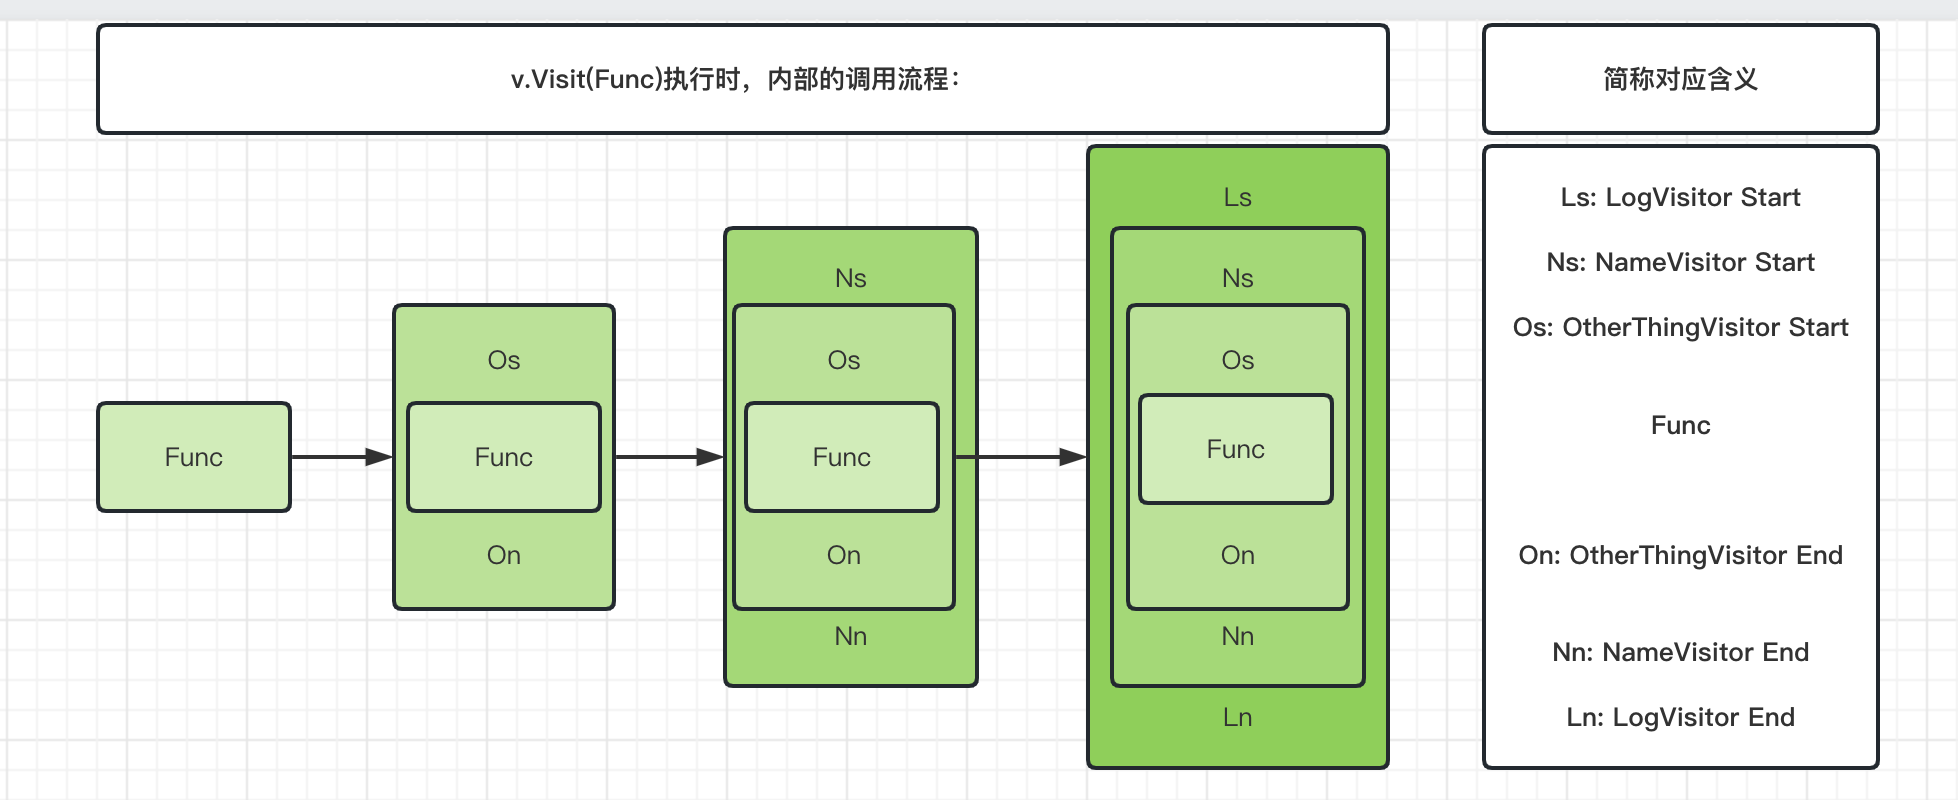 v.Visit(Func)执行时，内部的调用流程：
简称对应含义
Func
Os
Func
On
Ns
Os
Func
On
Nn
Ls
Ns
Os
Func
On
Nn
Ln
Ls: LogVisitor Start
Ns: NameVisitor Start
Os: OtherThingVisitor Start
Func
On: OtherThingVisitor End
Nn: NameVisitor End
Ln: LogVisitor End